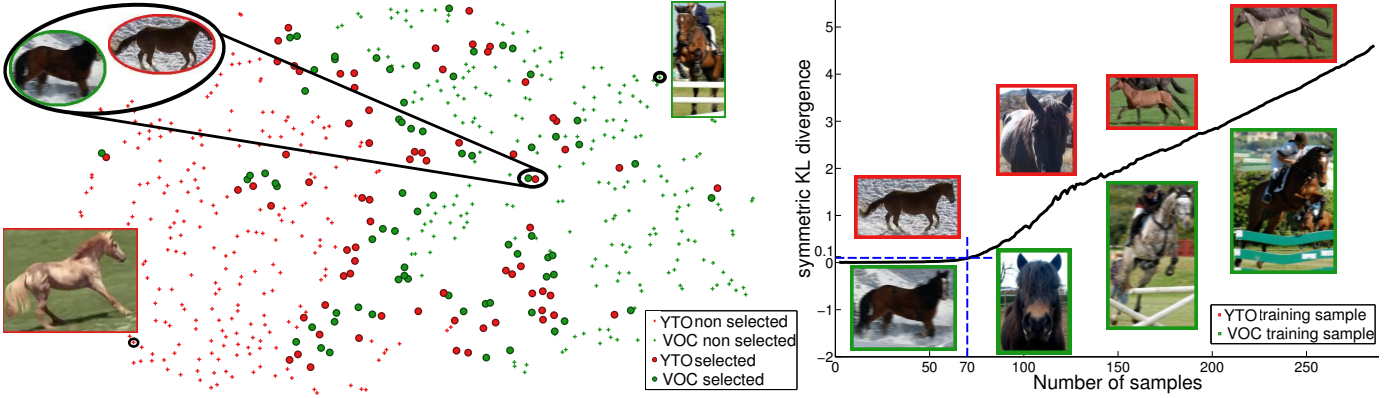 YTO non selected
VOC non selected
YTO selected
VOC selected
symmetric KL divergence
5
4
3
2
1
0.1
0
−1
−2
0 50 70 100 150 200 250
Number of samples
YTO training sample
VOC training sample